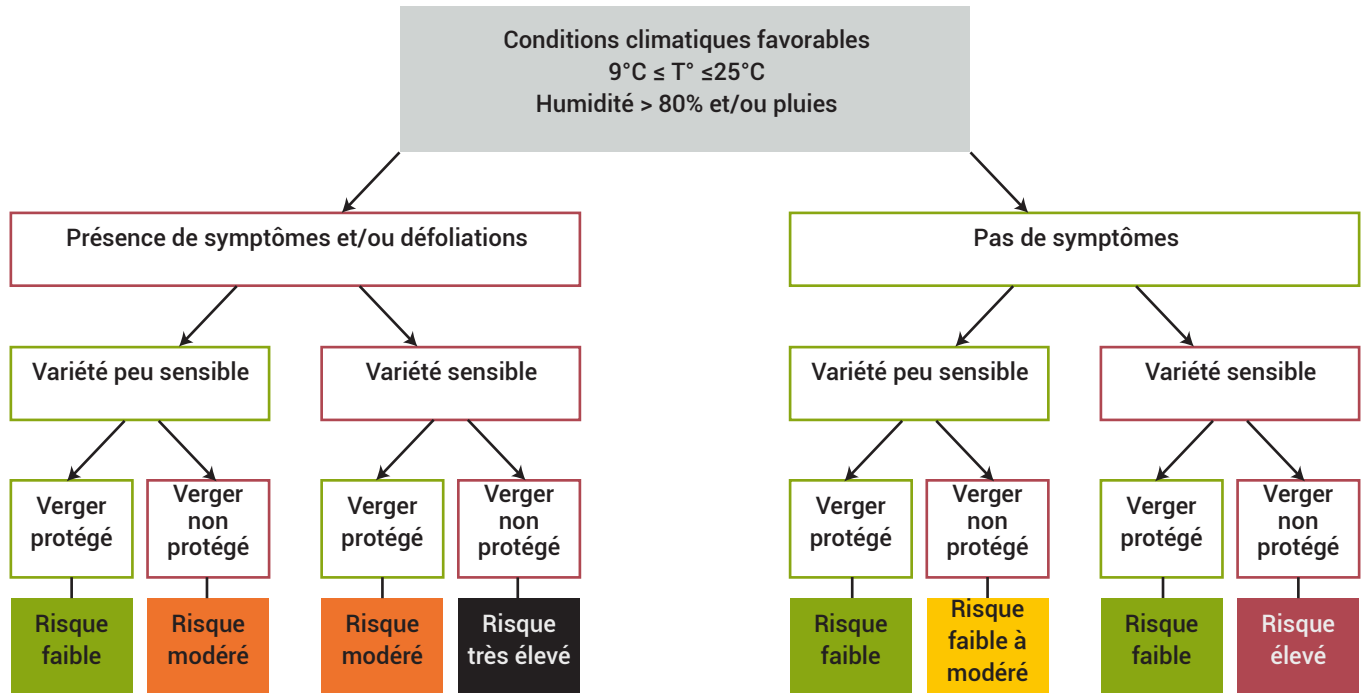 Conditions climatiques favorables
9°C ≤ T° ≤25°C
Humidité > 80% et/ou pluies
Présence de symptômes et/ou défoliations
Pas de symptômes
Variété peu sensible
Variété sensible
Variété peu sensible
Variété sensible
Verger
protégé
Verger
non
protégé
Verger
protégé
Verger
non
protégé
Verger
protégé
Verger
non
protégé
Verger
protégé
Verger
non
protégé
Risque
faible
Risque
modéré
Risque
modéré
Risque
très élevé
Risque
faible
Risque
faible à
modéré
Risque
faible
Risque
élevé